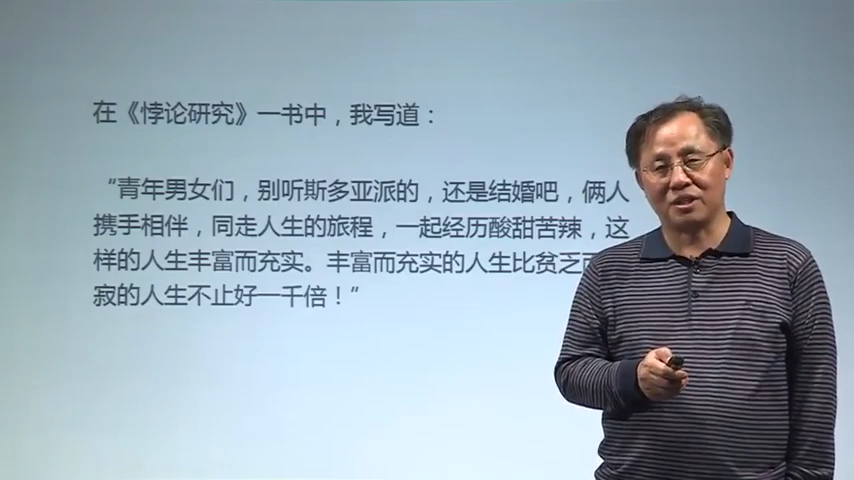 在《悖论研究》一书中，我写道：
“青年男女们，别听斯多亚派的，还是结婚吧，俩人
携手相伴，同走人生的旅程，一起经历酸甜苦辣，这
样的人生丰富而充实。丰富而充实的人生比贫乏
寂的人生不止好一千倍！”